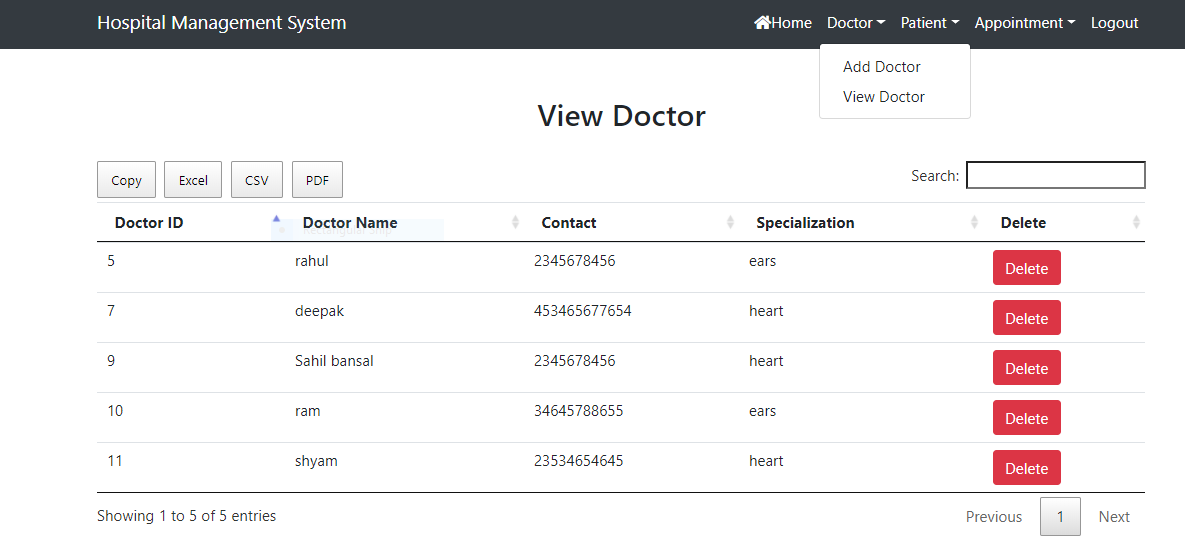 Hospital Management System Home Doctor Patient Appointment Logout
Add Doctor
View Doctor
View Doctor
Copy Excel CSV PDF Search:
Doctor ID Doctor Name Contact Specialization Delete
5 rahul 2345678456 ears Delete
7 deepak 453465677654 heart Delete
9 Sahil bansal 2345678456 heart Delete
10 ram 34645788655 ears Delete
11 shyam 23534654645 heart Delete
Showing 1 to 5 of 5 entries Previous 1 Next